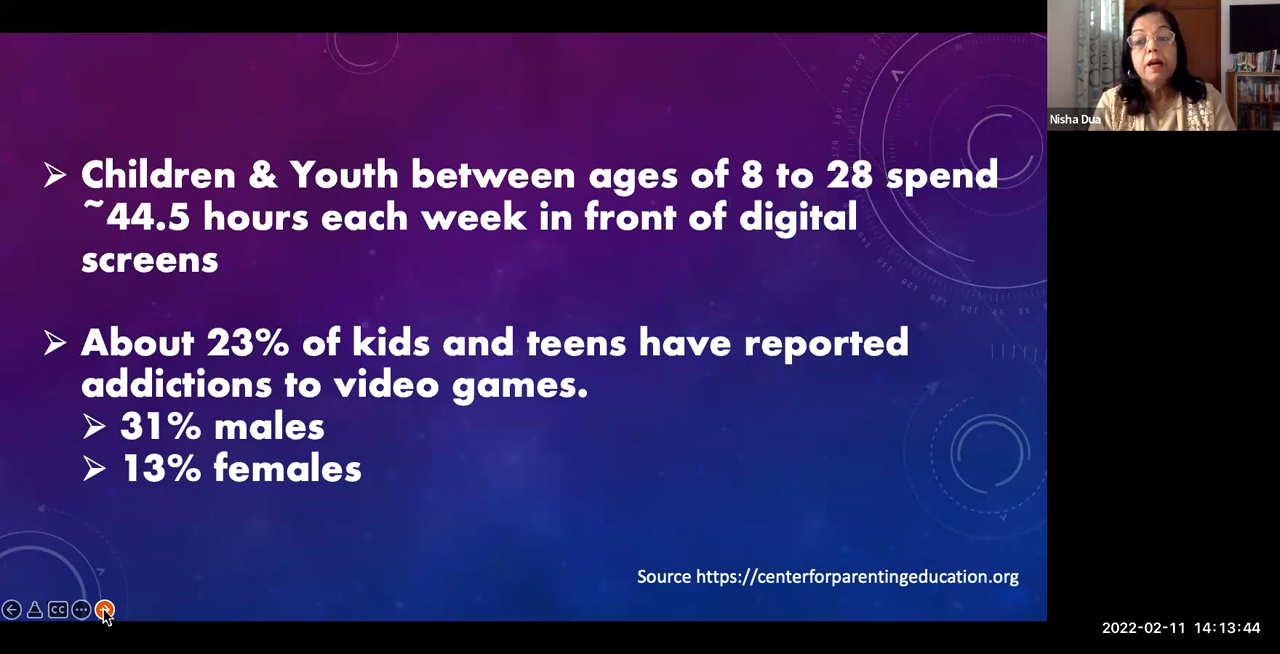 ➤ Children & Youth between ages of 8 to 28 spend
~44.5 hours each week in front of digital
screens
➤ About 23% of kids and teens have reported
addictions to video games.
➤ 31% males
➤ 13% females
Source https://centerforparentingeducation.org
CC
Nisha Dua
2022-02-11 14:13:44